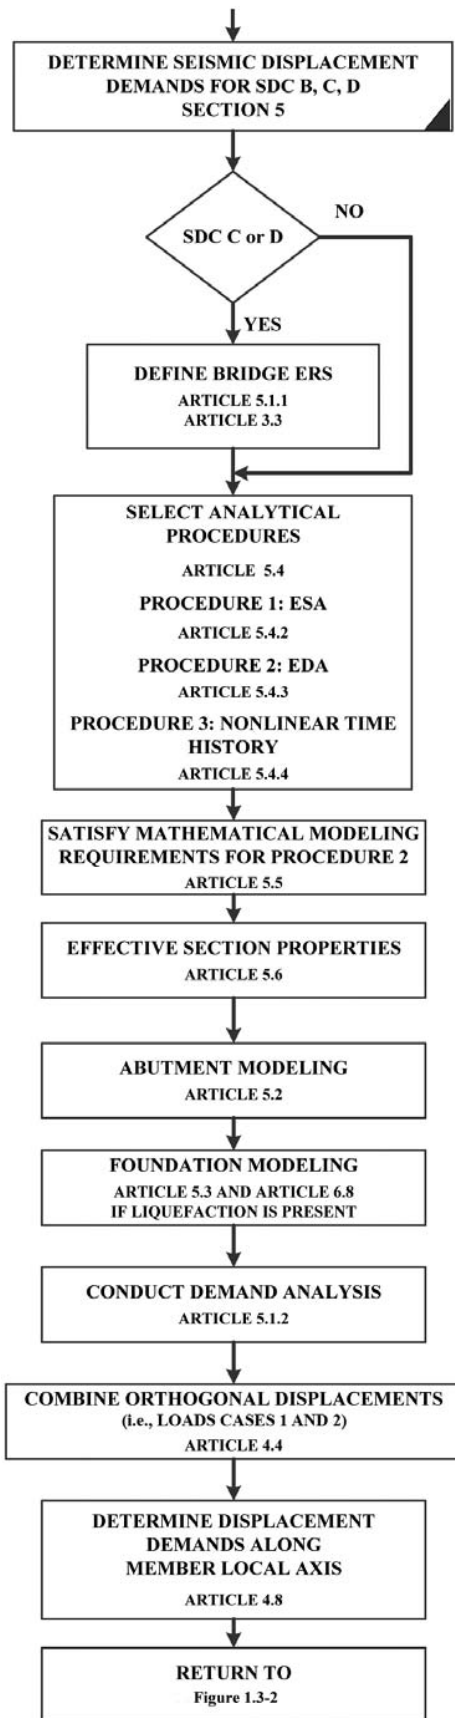 DETERMINE SEISMIC DISPLACEMENT
DEMANDS FOR SDC B, C, D
SECTION 5
SDC C or D
NO
YES
DEFINE BRIDGE ERS
ARTICLE 5.1.1
ARTICLE 3.3
SELECT ANALYTICAL
PROCEDURES
ARTICLE 5.4
PROCEDURE 1: ESA
ARTICLE 5.4.2
PROCEDURE 2: EDA
ARTICLE 5.4.3
PROCEDURE 3: NONLINEAR TIME
HISTORY
ARTICLE 5.4.4
SATISFY MATHEMATICAL MODELING
REQUIREMENTS FOR PROCEDURE 2
ARTICLE 5.5
EFFECTIVE SECTION PROPERTIES
ARTICLE 5.6
ABUTMENT MODELING
ARTICLE 5.2
FOUNDATION MODELING
ARTICLE 5.3 AND ARTICLE 6.8
IF LIQUEFACTION IS PRESENT
CONDUCT DEMAND ANALYSIS
ARTICLE 5.1.2
COMBINE ORTHOGONAL DISPLACEMENTS
(i.e., LOADS CASES 1 AND 2)
ARTICLE 4.4
DETERMINE DISPLACEMENT
DEMANDS ALONG
MEMBER LOCAL AXIS
ARTICLE 4.8
RETURN TO
Figure 1.3-2